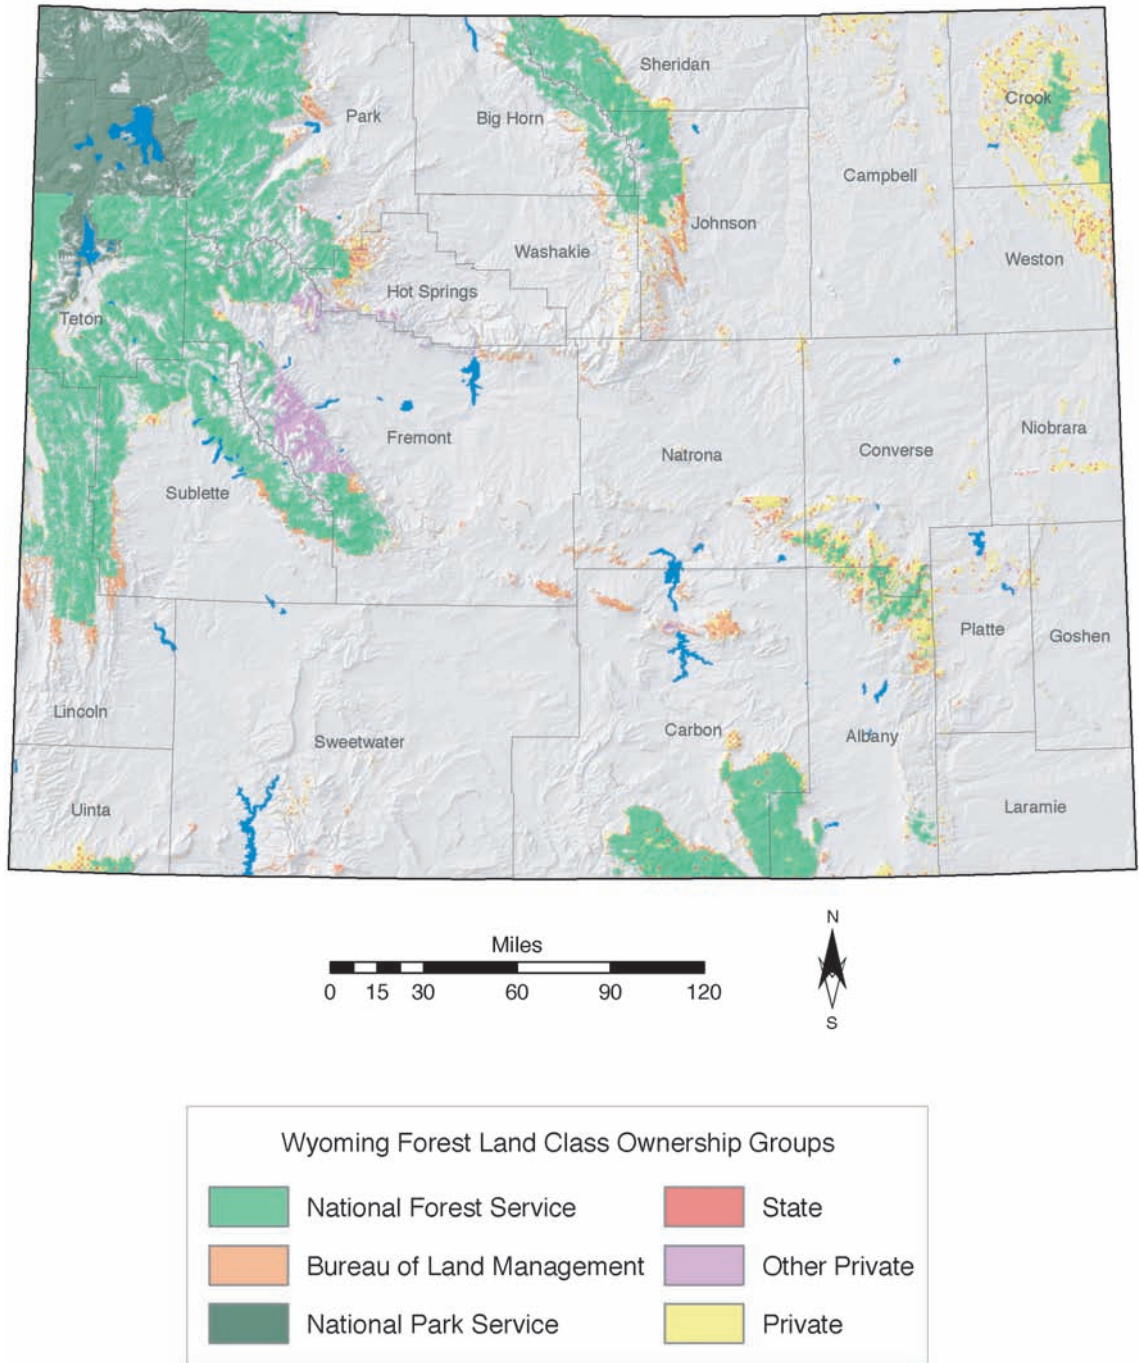 Sheridan
Park
Big Horn
Crook
Campbell
Johnson
Washakie
Weston
Hot Springs
Teton
Fremont
Niobrara
Natrona
Converse
Sublette
Platte
Goshen
Lincoln
Carbon
Albany
Sweetwater
Uinta
Laramie
Miles
0 15 30 60 90 120
N
S
Wyoming Forest Land Class Ownership Groups
National Forest Service
State
Bureau of Land Management
Other Private
National Park Service
Private